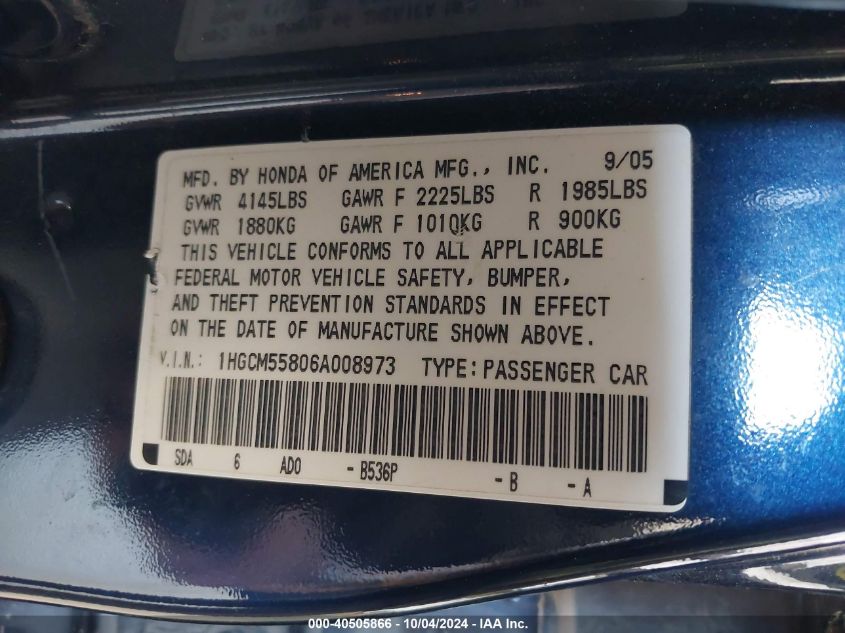 MFD. BY HONDA OF AMERICA MFG., INC. 9/05
GVWR 4145LBS GAWR F 2225LBS R 1985LBS
GVWR 1880KG GAWR F 1010KG R 900KG
THIS VEHICLE CONFORMS TO ALL APPLICABLE
FEDERAL MOTOR VEHICLE SAFETY, BUMPER,
AND THEFT PREVENTION STANDARDS IN EFFECT
ON THE DATE OF MANUFACTURE SHOWN ABOVE.
V.I.N.: 1HGCM55806A008973 TYPE: PASSENGER CAR
SDA 6 ADO - B536P - B - A
000-40505866 - 10/04/2024 - IAA Inc.